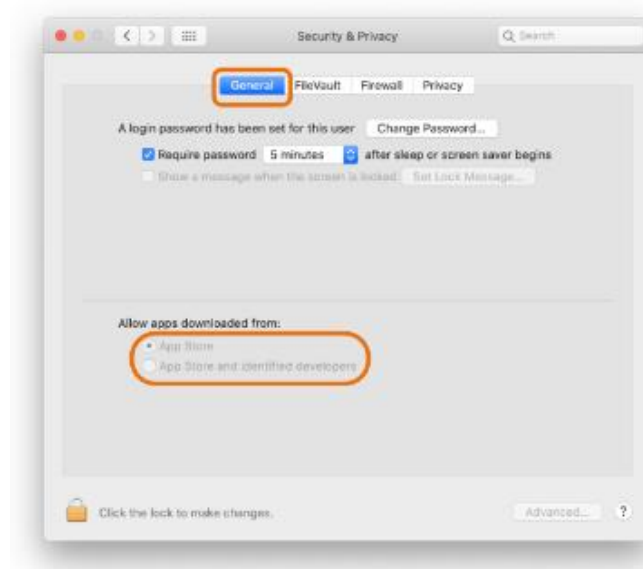 Security & Privacy
Search
General FileVault Firewall Privacy
A login password has been set for this user Change Password...
Require password 5 minutes after sleep or screen saver begins
Show a message when the screen is locked Set Lock Message...
Allow apps downloaded from:
App Store
App Store and identified developers
Click the lock to make changes.
Advanced... ?